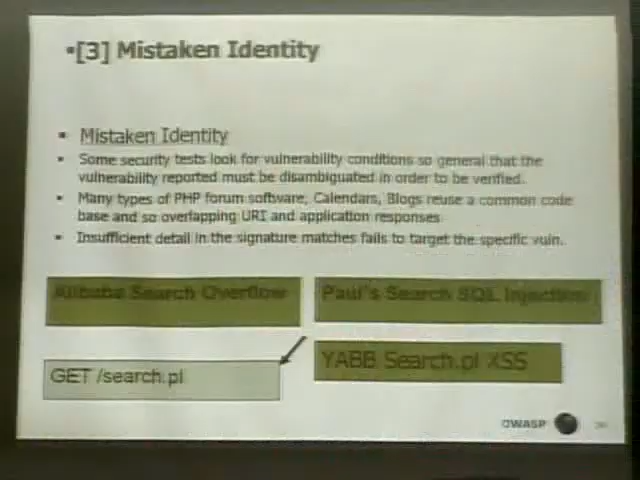 ▪[3] Mistaken Identity
▪ Mistaken Identity
▪ Some security tests look for vulnerability conditions so general that the
vulnerability reported must be disambiguated in order to be verified.
▪ Many types of PHP forum software, Calendars, Blogs reuse a common code
base and so overlapping URI and application responses
▪ Insufficient detail in the signature matches fails to target the specific vuln.
Alibaba Search Overflow
Paul's Search SQL Injection
GET /search.pl
YABB Search.pl XSS
OWASP